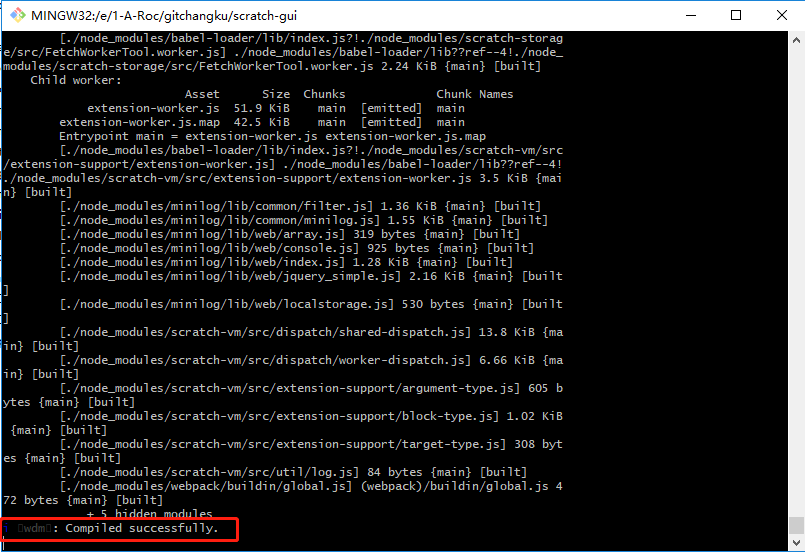 MINGW32:/e/1-A-Roc/gitchangku/scratch-gui
[./node_modules/babel-loader/lib/index.js?!./node_modules/scratch-storag
e/src/FetchWorkerTool.worker.js] ./node_modules/babel-loader/lib??ref--4!./node_
modules/scratch-storage/src/FetchWorkerTool.worker.js 2.24 KiB {main} [built]
Child worker:
Asset Size Chunks Chunk Names
extension-worker.js 51.9 KiB main [emitted] main
extension-worker.js.map 42.5 KiB main [emitted] main
Entrypoint main = extension-worker.js extension-worker.js.map
[./node_modules/babel-loader/lib/index.js?!./node_modules/scratch-vm/src
/extension-support/extension-worker.js] ./node_modules/babel-loader/lib??ref--4!
./node_modules/scratch-vm/src/extension-support/extension-worker.js 3.5 KiB {mai
n} [built]
[./node_modules/minilog/lib/common/filter.js] 1.36 KiB {main} [built]
[./node_modules/minilog/lib/common/minilog.js] 1.55 KiB {main} [built]
[./node_modules/minilog/lib/web/array.js] 319 bytes {main} [built]
[./node_modules/minilog/lib/web/console.js] 925 bytes {main} [built]
[./node_modules/minilog/lib/web/index.js] 1.28 KiB {main} [built]
[./node_modules/minilog/lib/web/jquery_simple.js] 2.16 KiB {main} [built
]
[./node_modules/minilog/lib/web/localstorage.js] 530 bytes {main} [built
]
[./node_modules/scratch-vm/src/dispatch/shared-dispatch.js] 13.8 KiB {ma
in} [built]
[./node_modules/scratch-vm/src/dispatch/worker-dispatch.js] 6.66 KiB {ma
in} [built]
[./node_modules/scratch-vm/src/extension-support/argument-type.js] 605 b
ytes {main} [built]
[./node_modules/scratch-vm/src/extension-support/block-type.js] 1.02 KiB
{main} [built]
[./node_modules/scratch-vm/src/extension-support/target-type.js] 308 byt
es {main} [built]
[./node_modules/scratch-vm/src/util/log.js] 84 bytes {main} [built]
[./node_modules/webpack/buildin/global.js] (webpack)/buildin/global.js 4
72 bytes {main} [built]
+ 5 hidden modules
wdm: Compiled successfully.